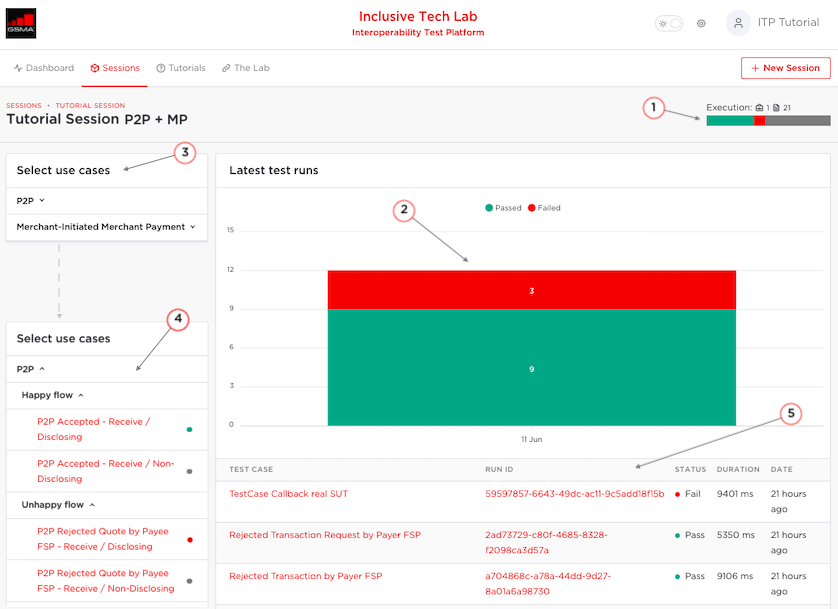 GSMA
Inclusive Tech Lab
Interoperability Test Platform
ITP Tutorial
Dashboard
Sessions
Tutorials
The Lab
+ New Session
SESSIONS • TUTORIAL SESSION
Tutorial Session P2P + MP
1
Execution: 1 21
3
Select use cases
P2P
Merchant-Initiated Merchant Payment
4
Select use cases
P2P
Happy flow
P2P Accepted - Receive /
Disclosing
P2P Accepted - Receive / Non-
Disclosing
Unhappy flow
P2P Rejected Quote by Payee
FSP - Receive / Disclosing
P2P Rejected Quote by Payee
FSP - Receive / Non-Disclosing
Latest test runs
2
Passed Failed
15
12
9
6
3
0
3
9
11 Jun
5
TEST CASE RUN ID STATUS DURATION DATE
TestCase Callback real SUT 59597857-6643-49dc-ac11-9c5add18f15b Fail 9401 ms 21 hours
ago
Rejected Transaction Request by Payer FSP 2ad73729-c80f-4685-8328- Pass 5350 ms 21 hours
f2098ca3d57a ago
Rejected Transaction by Payer FSP a704868c-a78a-44dd-9d27- Pass 9106 ms 21 hours
8a01a6a98730 ago